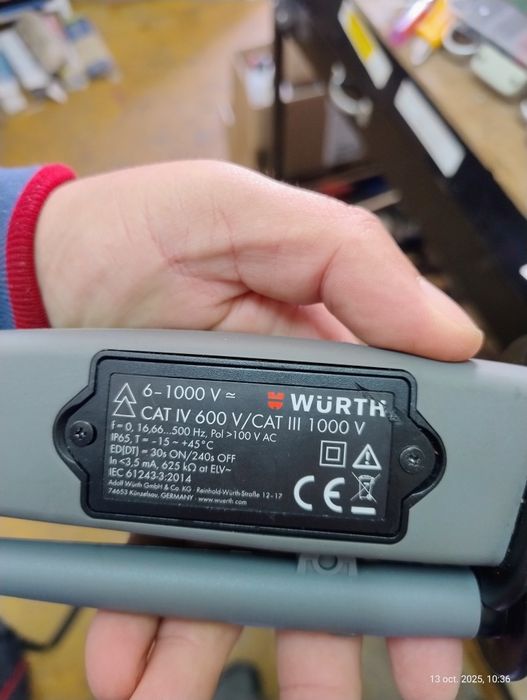 6–1000 V ≂
WÜRTH
CAT IV 600 V/CAT III 1000 V
f = 0, 16,66...500 Hz, Pol >100 V AC
IP65, T = –15 ~ +45°C
ED(DT) = 30s ON/240s OFF
In <3,5 mA, 625 kΩ at ELV~
IEC 61243-3:2014
Adolf Würth GmbH & Co. KG · Reinhold-Würth-Straße 12–17
74653 Künzelsau, GERMANY · www.wuerth.com
CE
13 oct. 2025, 10:36